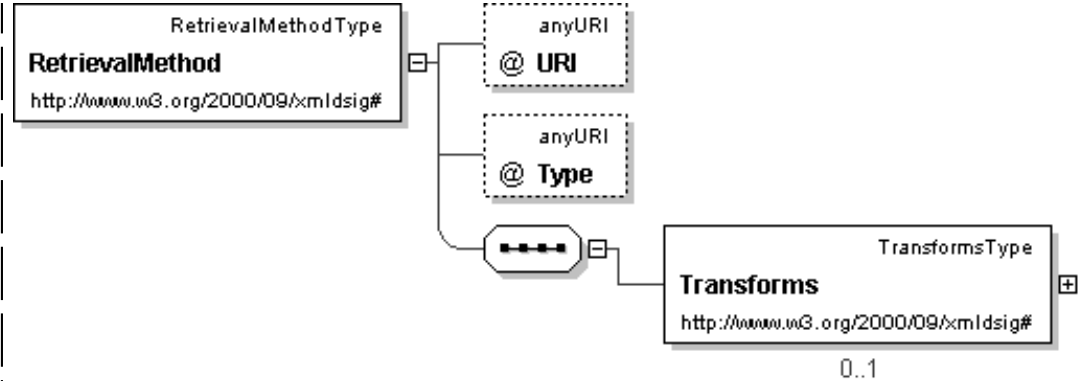 RetrievalMethodType
RetrievalMethod
http://www.w3.org/2000/09/xmldsig#
anyURI
@ URI
anyURI
@ Type
TransformsType
Transforms
http://www.w3.org/2000/09/xmldsig#
0..1